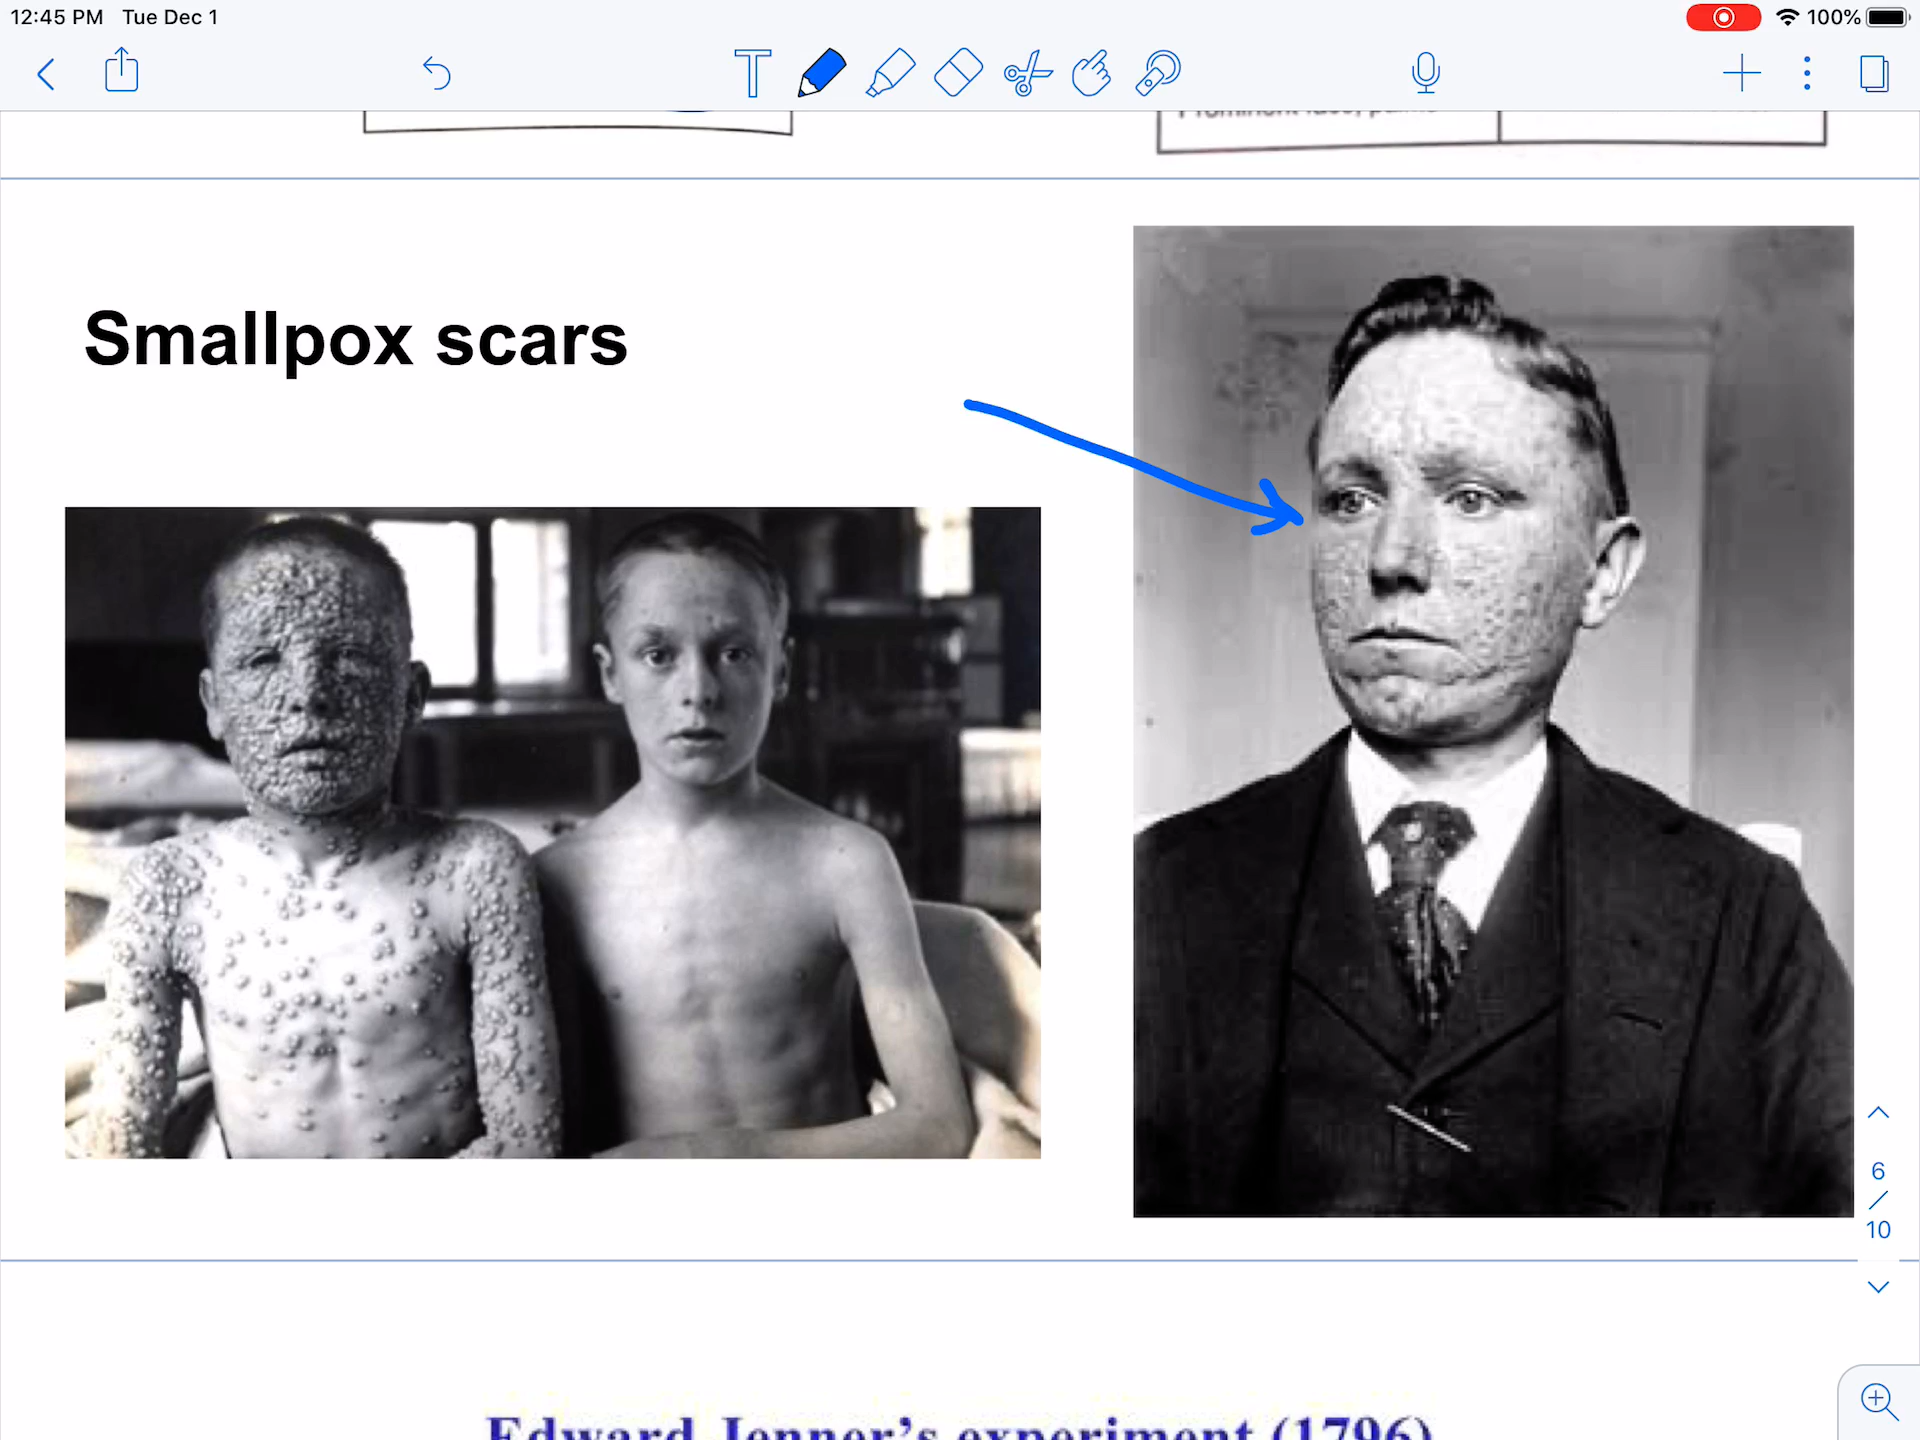 12:45 PM Tue Dec 1
100%
T
Smallpox scars
6
/
10
Edward Jenner's experiment (1796)